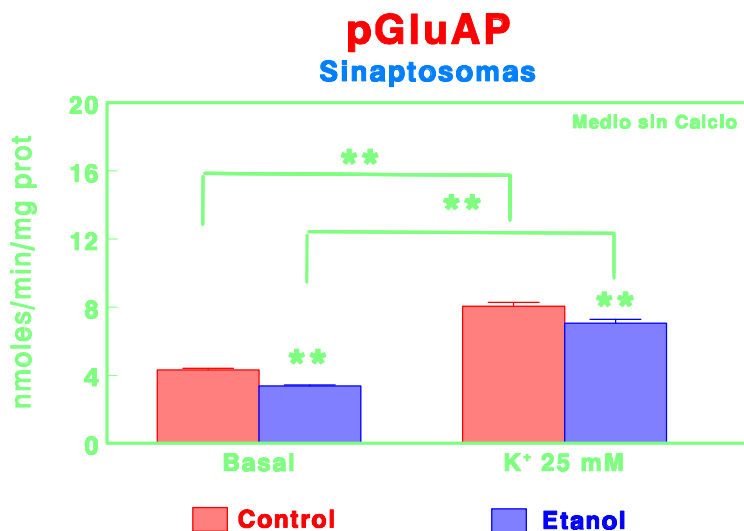 pGluAP
Sinaptosomas
Medio sin Calcio
nmoles/min/mg prot
20
16
12
8
4
0
**
**
**
**
Basal
K⁺ 25 mM
Control
Etanol